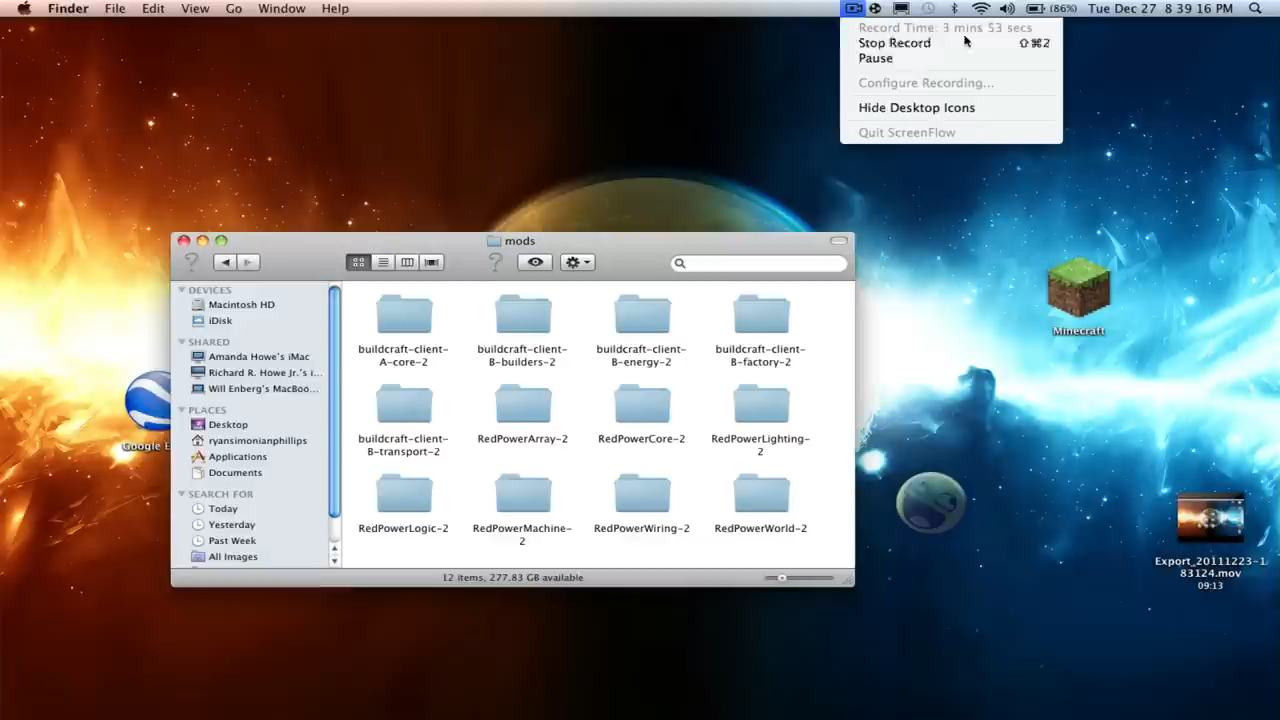 Finder File Edit View Go Window Help
(86%) Tue Dec 27 8 39 16 PM
Record Time: 3 mins 53 secs
Stop Record ⇧⌘2
Pause
Configure Recording...
Hide Desktop Icons
Quit ScreenFlow
mods
DEVICES
Macintosh HD
iDisk
SHARED
Amanda Howe's iMac
Richard R. Howe Jr.'s i...
Will Enberg's MacBoo...
PLACES
Desktop
ryansimonianphillips
Applications
Documents
SEARCH FOR
Today
Yesterday
Past Week
All Images
buildcraft-client-
A-core-2
buildcraft-client-
B-builders-2
buildcraft-client-
B-energy-2
buildcraft-client-
B-factory-2
buildcraft-client-
B-transport-2
RedPowerArray-2
RedPowerCore-2
RedPowerLighting-
2
RedPowerLogic-2
RedPowerMachine-
2
RedPowerWiring-2
RedPowerWorld-2
12 items, 277.83 GB available
Google E
Minecraft
Export_20111223-1
83124.mov
09:13